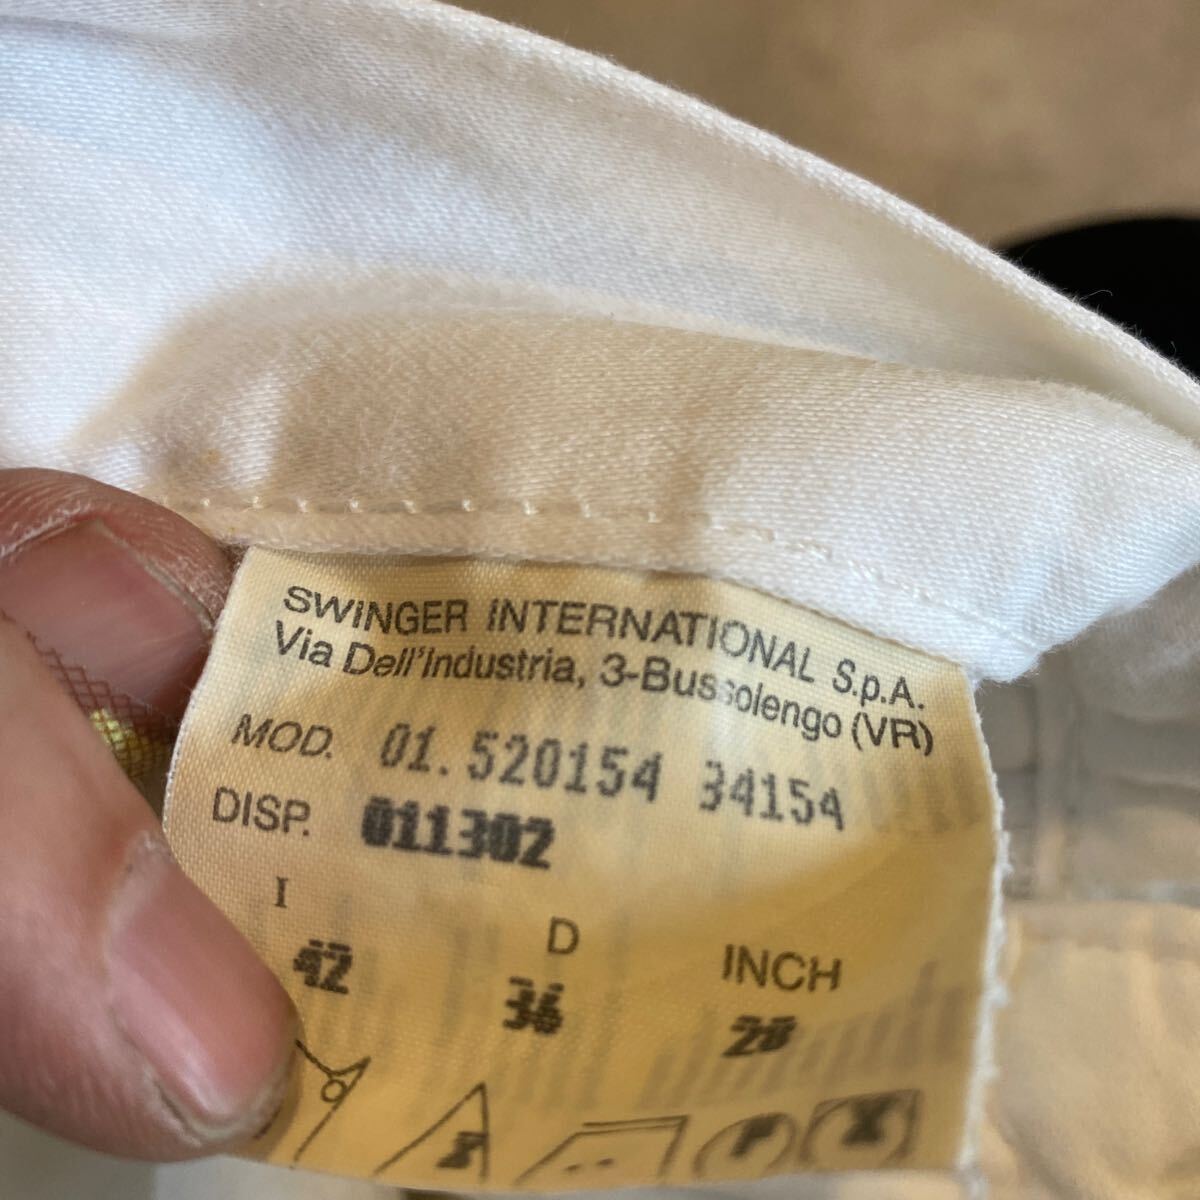 SWINGER INTERNATIONAL S.p.A.
Via Dell'Industria, 3-Bussolengo (VR)
MOD. 01.520154 34154
DISP. 011302
I D INCH
42 36 28
P